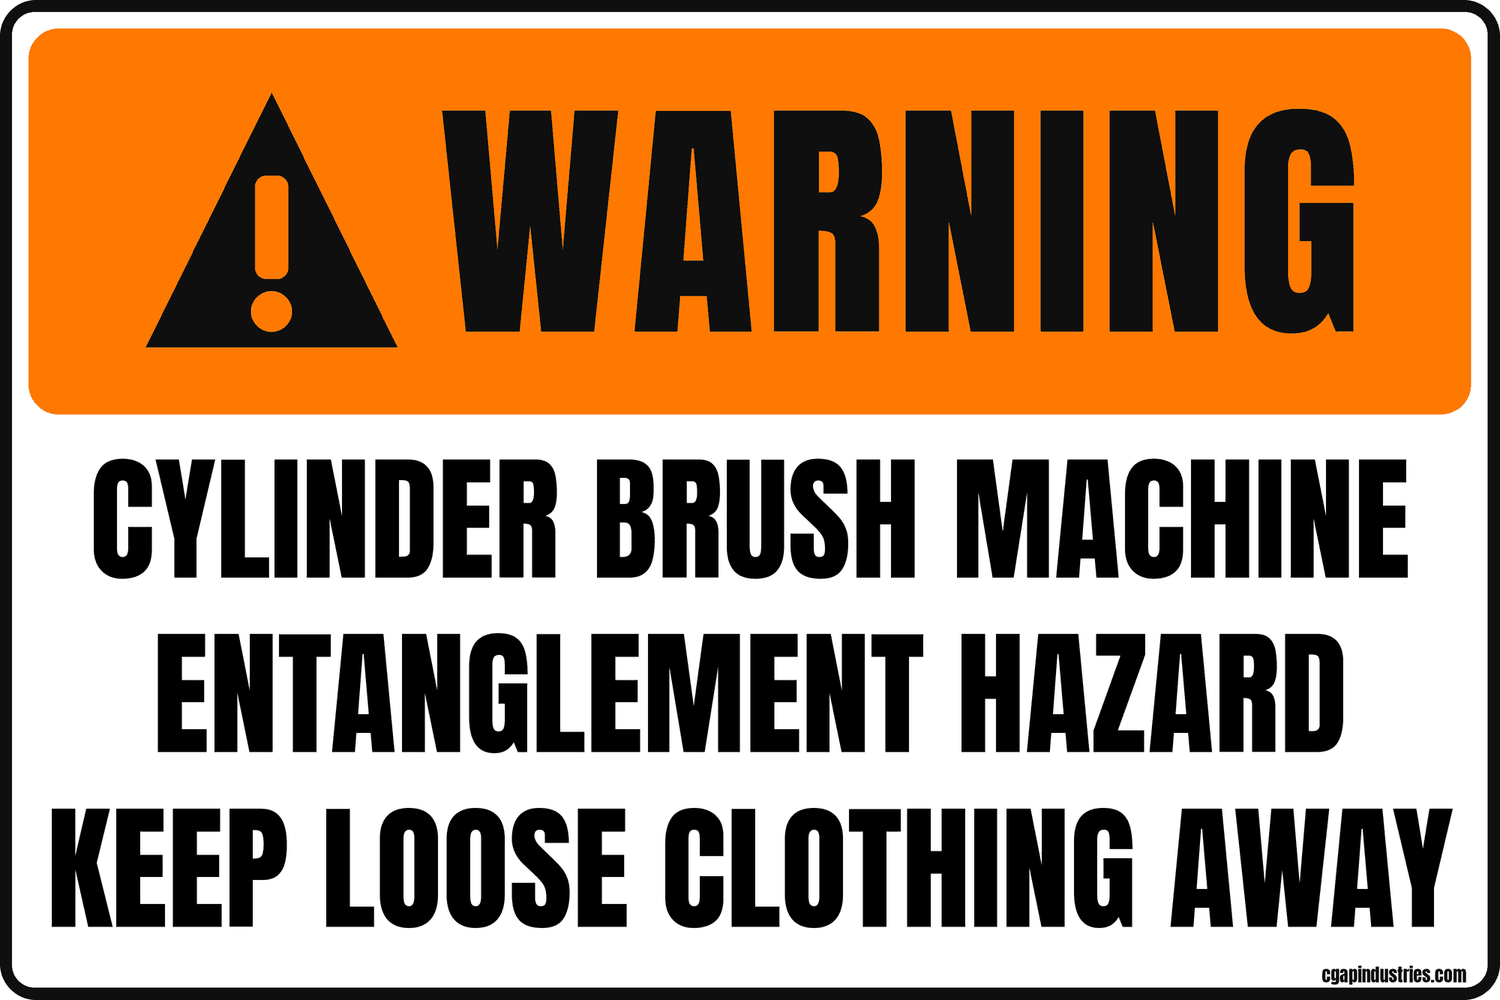 WARNING
CYLINDER BRUSH MACHINE
ENTANGLEMENT HAZARD
KEEP LOOSE CLOTHING AWAY
cgapindustries.com